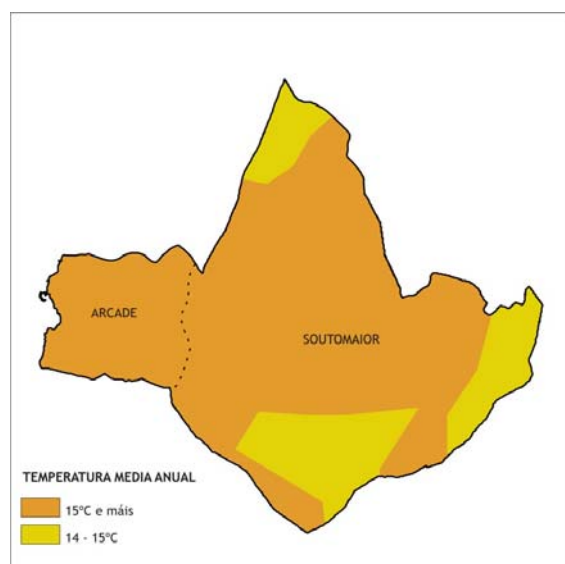 ARCADE
SOUTOMAIOR
TEMPERATURA MEDIA ANUAL
15ºC e máis
14 - 15ºC